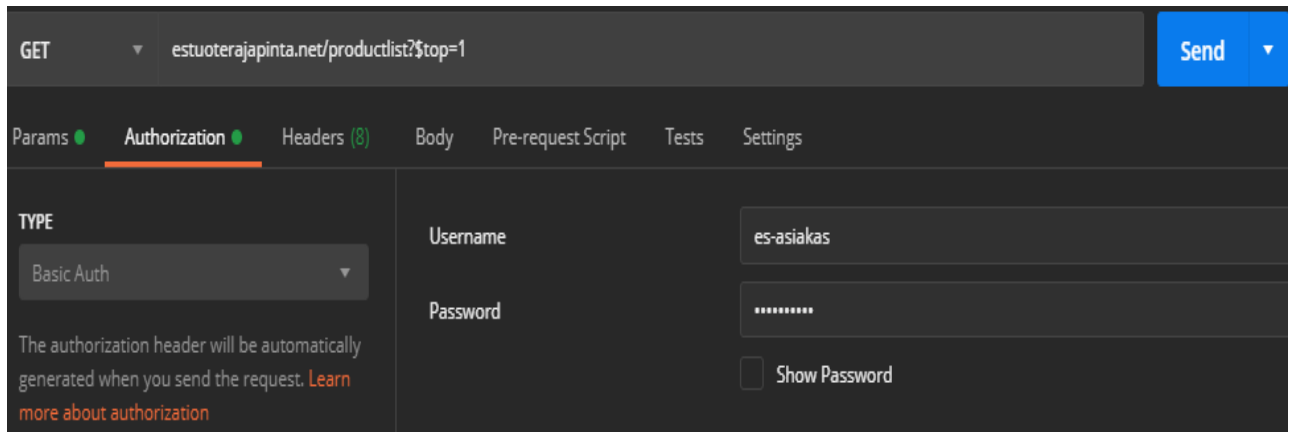 GET estuoterajapinta.net/productlist?$top=1 Send
Params Authorization Headers (8) Body Pre-request Script Tests Settings
TYPE
Basic Auth
The authorization header will be automatically
generated when you send the request. Learn
more about authorization
Username es-asiakas
Password ••••••••••
Show Password